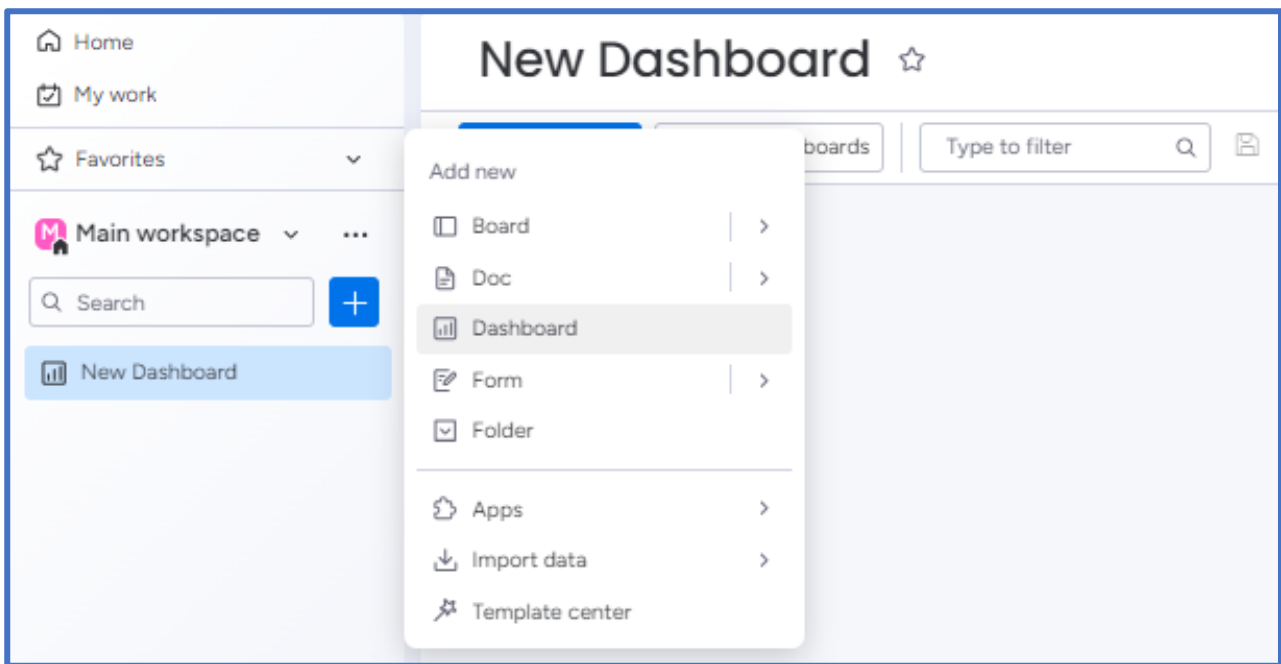 Home
My work
Favorites
M Main workspace
Search
New Dashboard
New Dashboard
boards
Type to filter
Add new
Board
Doc
Dashboard
Form
Folder
Apps
Import data
Template center